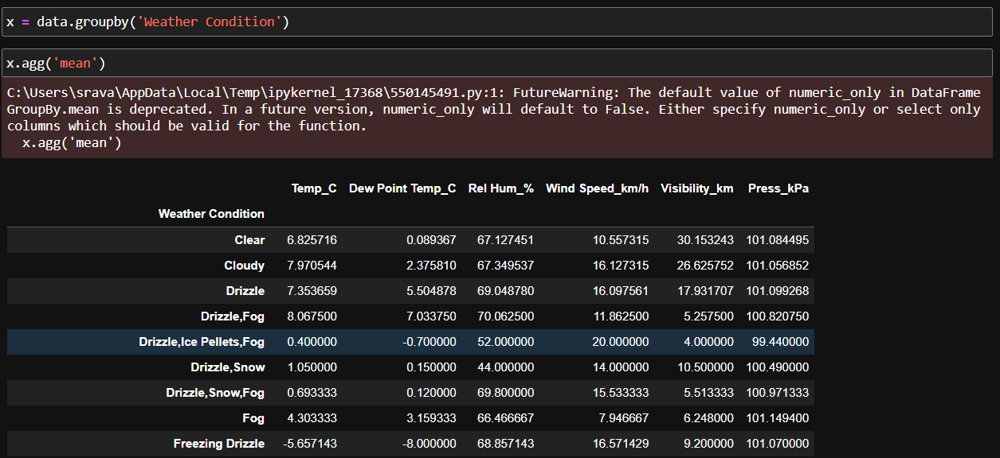 x = data.groupby('Weather Condition')
x.agg('mean')
C:\Users\srava\AppData\Local\Temp\ipykernel_17368\550145491.py:1: FutureWarning: The default value of numeric_only in DataFrame
GroupBy.mean is deprecated. In a future version, numeric_only will default to False. Either specify numeric_only or select only
columns which should be valid for the function.
  x.agg('mean')
Temp_C Dew Point Temp_C Rel Hum_% Wind Speed_km/h Visibility_km Press_kPa
Weather Condition
Clear 6.825716 0.089367 67.127451 10.557315 30.153243 101.084495
Cloudy 7.970544 2.375810 67.349537 16.127315 26.625752 101.056852
Drizzle 7.353659 5.504878 69.048780 16.097561 17.931707 101.099268
Drizzle,Fog 8.067500 7.033750 70.062500 11.862500 5.257500 100.820750
Drizzle,Ice Pellets,Fog 0.400000 -0.700000 52.000000 20.000000 4.000000 99.440000
Drizzle,Snow 1.050000 0.150000 44.000000 14.000000 10.500000 100.490000
Drizzle,Snow,Fog 0.693333 0.120000 69.800000 15.533333 5.513333 100.971333
Fog 4.303333 3.159333 66.466667 7.946667 6.248000 101.149400
Freezing Drizzle -5.657143 -8.000000 68.857143 16.571429 9.200000 101.070000